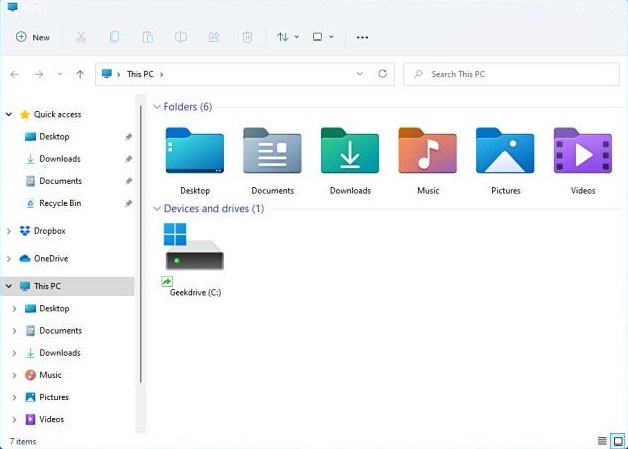 New
This PC
Search This PC
Quick access
Desktop
Downloads
Documents
Recycle Bin
Dropbox
OneDrive
This PC
Desktop
Documents
Downloads
Music
Pictures
Videos
Folders (6)
Desktop
Documents
Downloads
Music
Pictures
Videos
Devices and drives (1)
Geekdrive (C:)
7 items